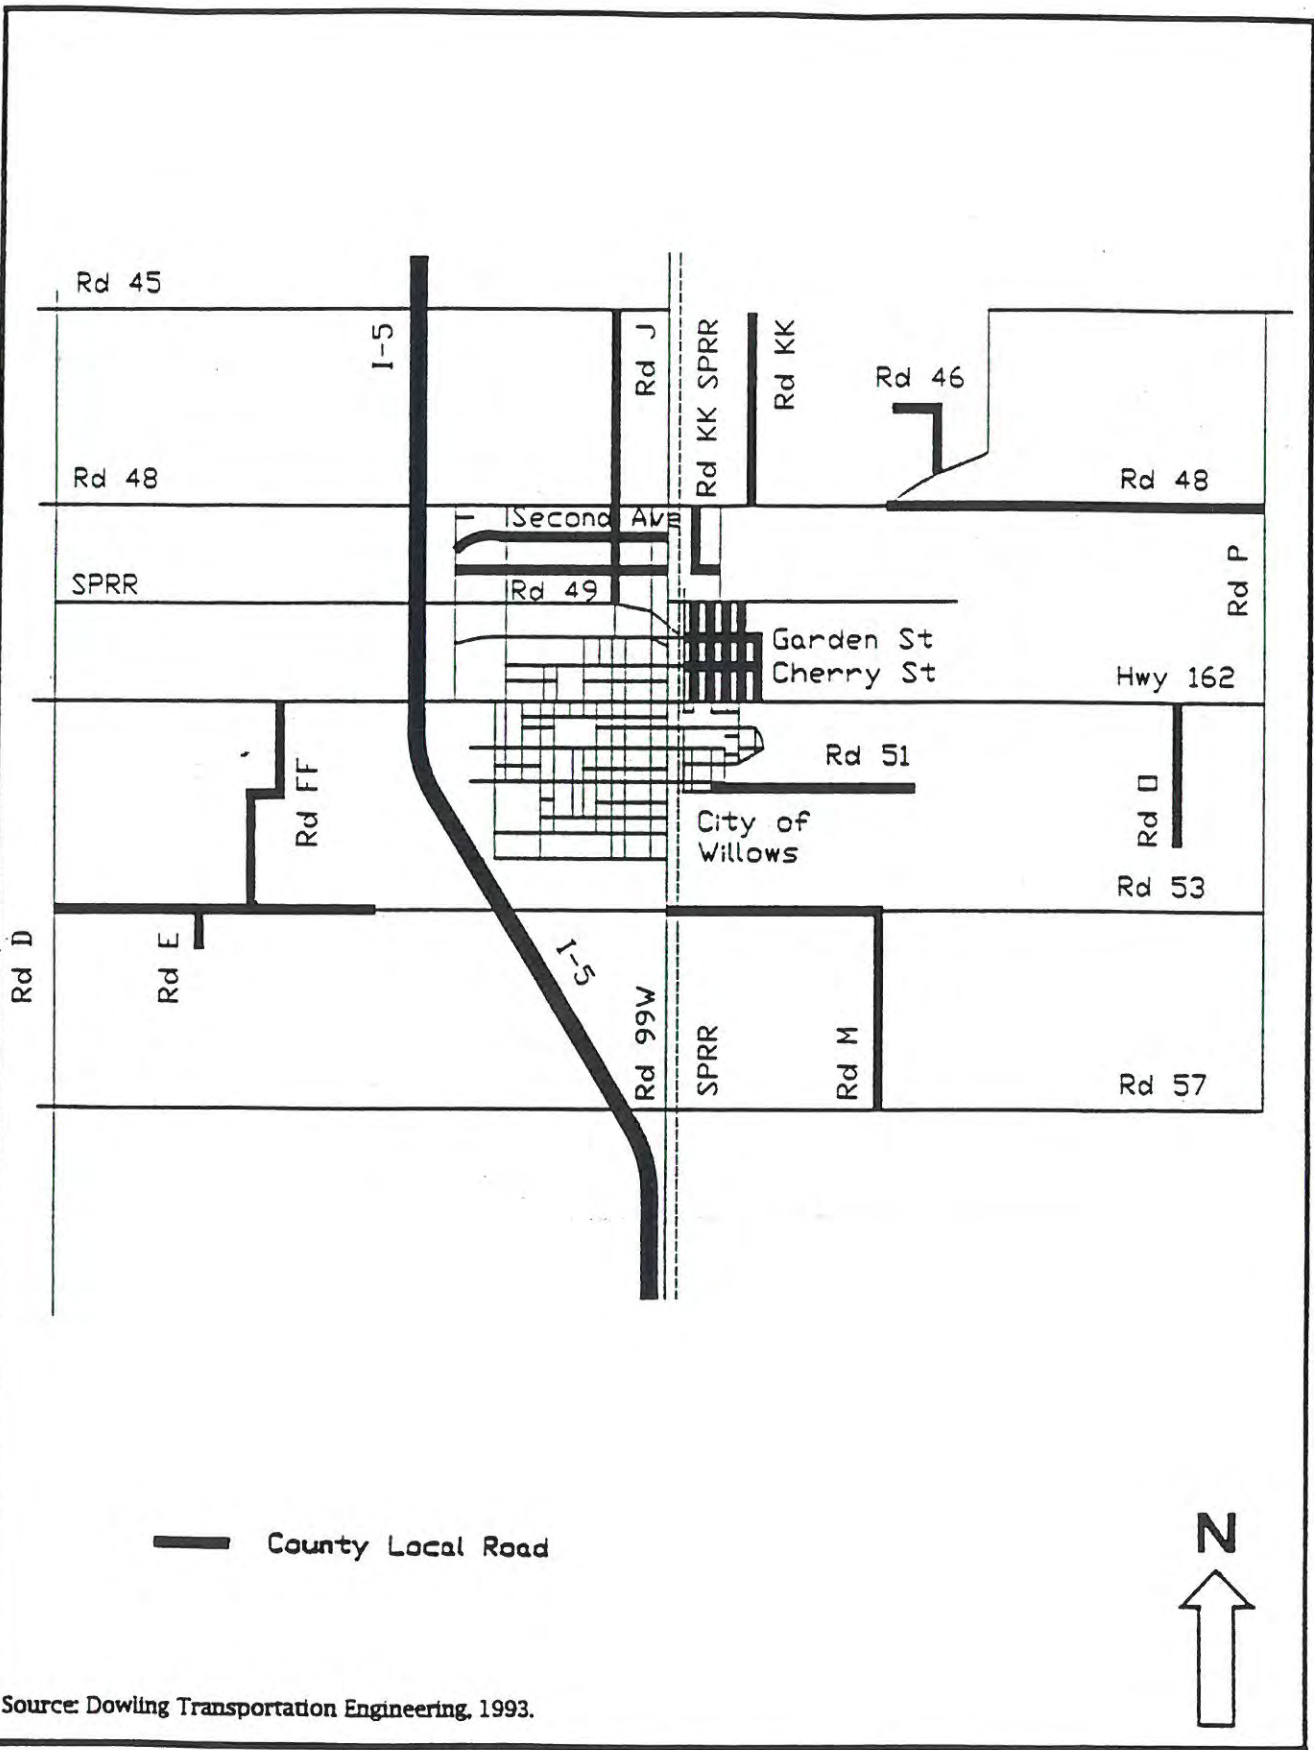 Rd 45
I-5
Rd J
Rd KK SPRR
Rd KK
Rd 46
Rd 48
Rd 48
Second Ave
SPRR
Rd 49
Rd P
Garden St
Cherry St
Hwy 162
Rd FF
Rd 51
Rd O
City of
Willows
Rd 53
Rd D
Rd E
I-5
Rd 99W
SPRR
Rd M
Rd 57
County Local Road
N
Source: Dowling Transportation Engineering, 1993.